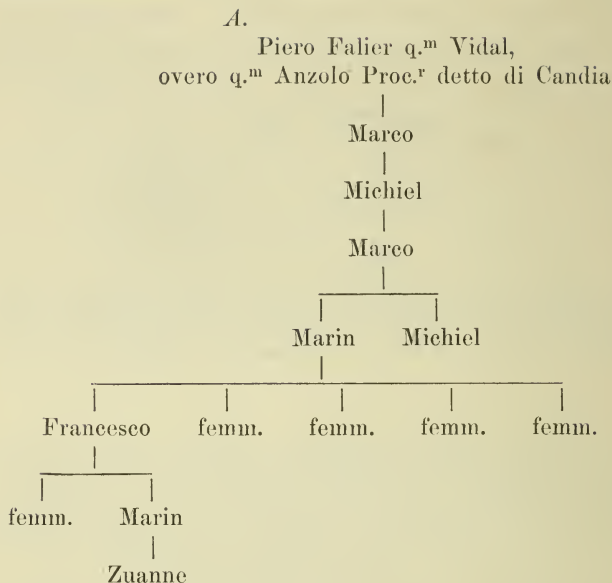 A.
Piero Falier q.ᵐ Vidal,
overo q.ᵐ Anzolo Proc.ʳ detto di Candia
Marco
Michiel
Marco
Marin Michiel
Francesco femm. femm. femm. femm.
femm. Marin
Zuanne